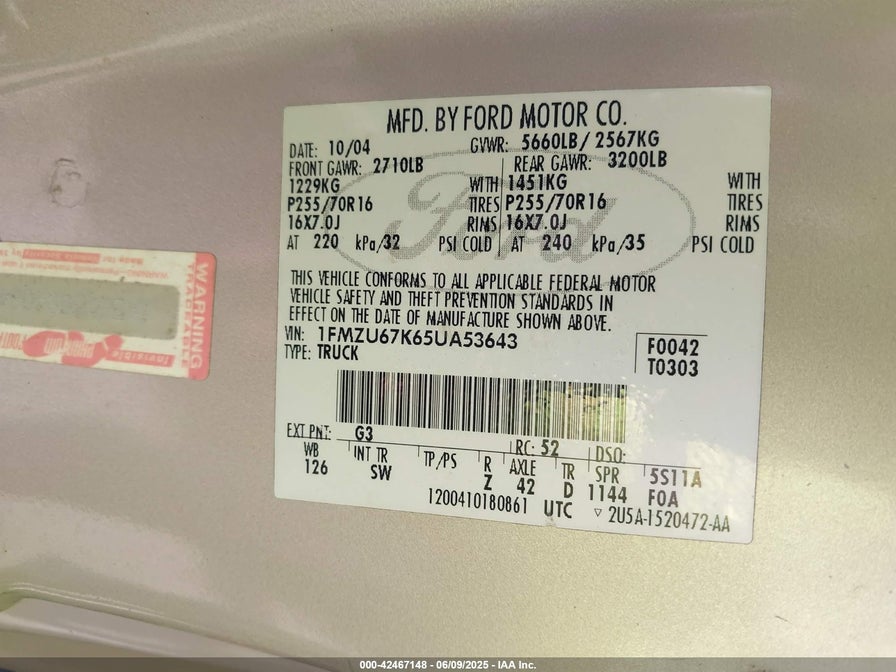 MFD. BY FORD MOTOR CO.
DATE: 10/04 GVWR: 5660LB/ 2567KG
FRONT GAWR: 2710LB REAR GAWR: 3200LB
1229KG WITH 1451KG WITH
P255/70R16 TIRES P255/70R16 TIRES
16X7.0J RIMS 16X7.0J RIMS
AT 220 kPa/32 PSI COLD AT 240 kPa/35 PSI COLD
Ford
THIS VEHICLE CONFORMS TO ALL APPLICABLE FEDERAL MOTOR
VEHICLE SAFETY AND THEFT PREVENTION STANDARDS IN
EFFECT ON THE DATE OF MANUFACTURE SHOWN ABOVE.
VIN: 1FMZU67K65UA53643
TYPE: TRUCK
F0042
T0303
EXT PNT: G3 RC: 52 DSO:
WB INT TR TP/PS R AXLE TR SPR 5S11A
126 SW Z 42 D 1144 F0A
1200410180861 UTC ▽ 2U5A-1520472-AA
WARNING
Invisible
000-42467148 - 06/09/2025 - IAA Inc.